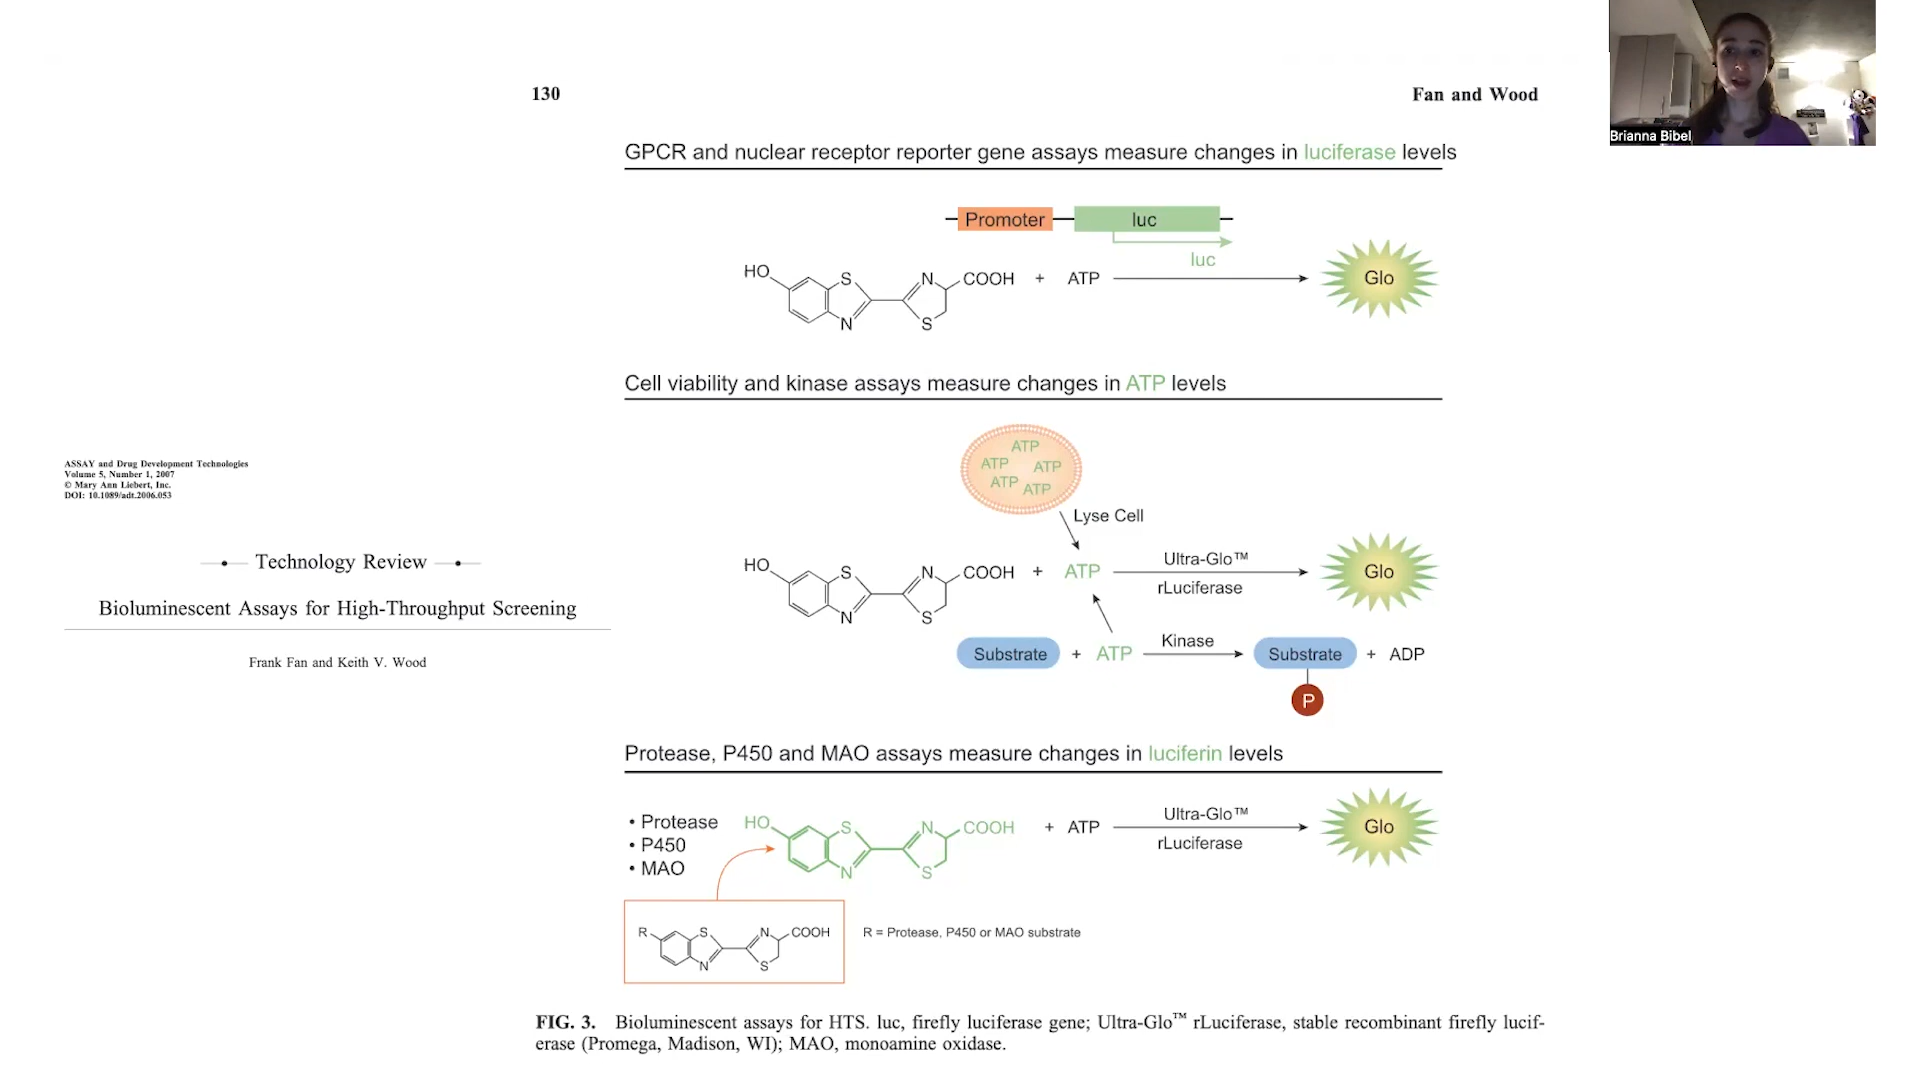 Brianna Bibel
130
Fan and Wood
GPCR and nuclear receptor reporter gene assays measure changes in luciferase levels
Promoter
luc
luc
HO
S
N
N
S
COOH
+
ATP
Glo
Cell viability and kinase assays measure changes in ATP levels
ATP
ATP
ATP
ATP
ATP
Lyse Cell
HO
S
N
N
S
COOH
+
ATP
Ultra-Glo™
rLuciferase
Glo
Substrate
+
ATP
Kinase
Substrate
+
ADP
P
Protease, P450 and MAO assays measure changes in luciferin levels
• Protease
• P450
• MAO
HO
S
N
N
S
COOH
+
ATP
Ultra-Glo™
rLuciferase
Glo
R
S
N
N
S
COOH
R = Protease, P450 or MAO substrate
FIG. 3. Bioluminescent assays for HTS. luc, firefly luciferase gene; Ultra-Glo™ rLuciferase, stable recombinant firefly lucif-
erase (Promega, Madison, WI); MAO, monoamine oxidase.
ASSAY and Drug Development Technologies
Volume 5, Number 1, 2007
© Mary Ann Liebert, Inc.
DOI: 10.1089/adt.2006.053
Technology Review
Bioluminescent Assays for High-Throughput Screening
Frank Fan and Keith V. Wood